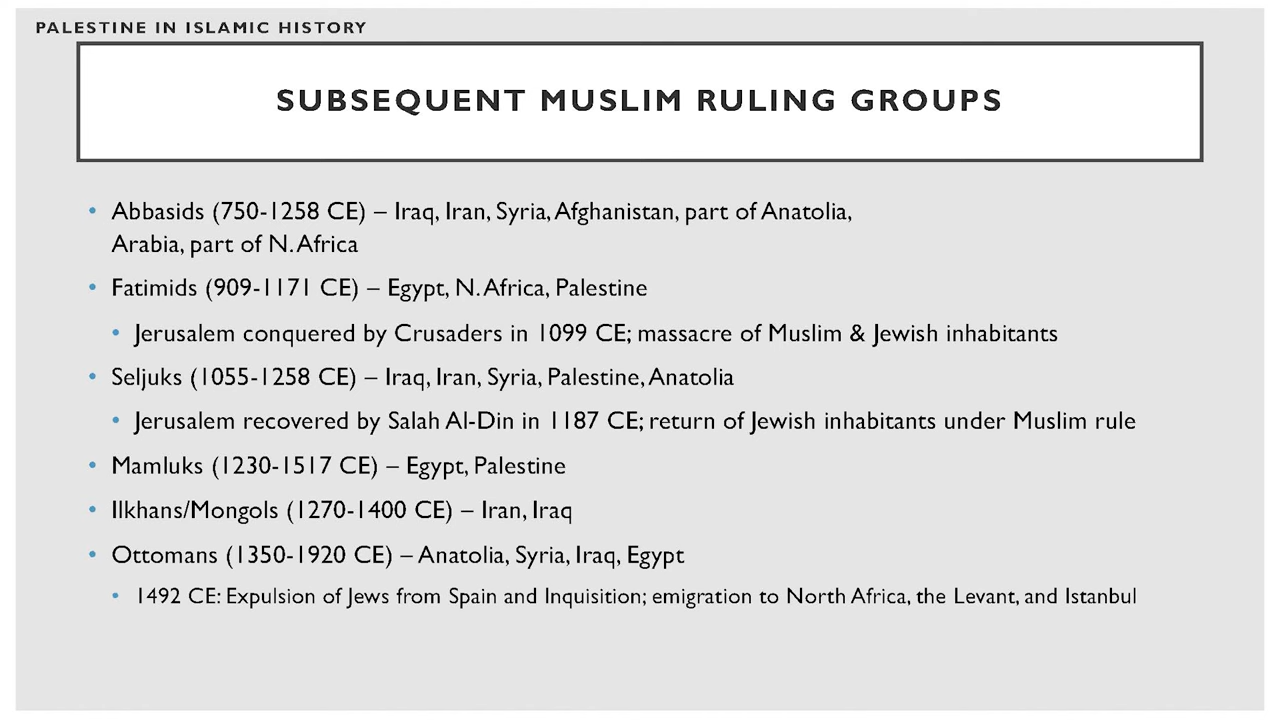 PALESTINE IN ISLAMIC HISTORY
SUBSEQUENT MUSLIM RULING GROUPS
• Abbasids (750-1258 CE) – Iraq, Iran, Syria, Afghanistan, part of Anatolia,
Arabia, part of N. Africa
• Fatimids (909-1171 CE) – Egypt, N. Africa, Palestine
• Jerusalem conquered by Crusaders in 1099 CE; massacre of Muslim & Jewish inhabitants
• Seljuks (1055-1258 CE) – Iraq, Iran, Syria, Palestine, Anatolia
• Jerusalem recovered by Salah Al-Din in 1187 CE; return of Jewish inhabitants under Muslim rule
• Mamluks (1230-1517 CE) – Egypt, Palestine
• Ilkhans/Mongols (1270-1400 CE) – Iran, Iraq
• Ottomans (1350-1920 CE) – Anatolia, Syria, Iraq, Egypt
• 1492 CE: Expulsion of Jews from Spain and Inquisition; emigration to North Africa, the Levant, and Istanbul